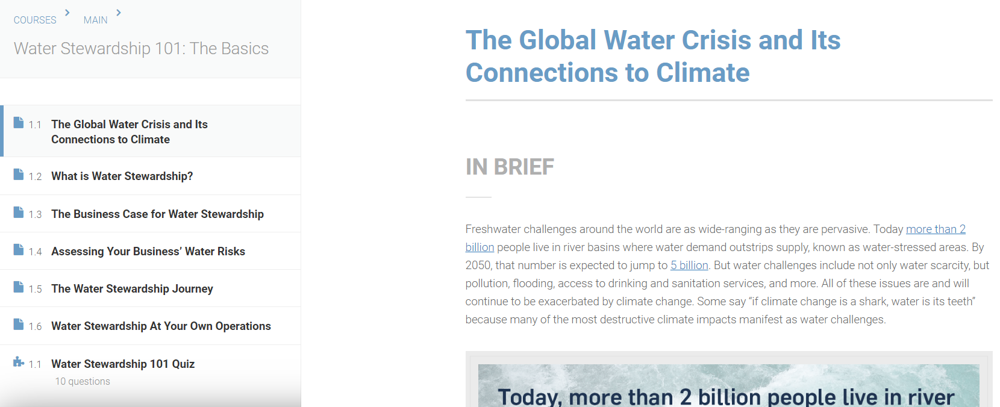 COURSES > MAIN >
Water Stewardship 101: The Basics
1.1 The Global Water Crisis and Its
Connections to Climate
1.2 What is Water Stewardship?
1.3 The Business Case for Water Stewardship
1.4 Assessing Your Business’ Water Risks
1.5 The Water Stewardship Journey
1.6 Water Stewardship At Your Own Operations
1.1 Water Stewardship 101 Quiz
10 questions
The Global Water Crisis and Its
Connections to Climate
IN BRIEF
Freshwater challenges around the world are as wide-ranging as they are pervasive. Today more than 2
billion people live in river basins where water demand outstrips supply, known as water-stressed areas. By
2050, that number is expected to jump to 5 billion. But water challenges include not only water scarcity, but
pollution, flooding, access to drinking and sanitation services, and more. All of these issues are and will
continue to be exacerbated by climate change. Some say “if climate change is a shark, water is its teeth”
because many of the most destructive climate impacts manifest as water challenges.
Today, more than 2 billion people live in river